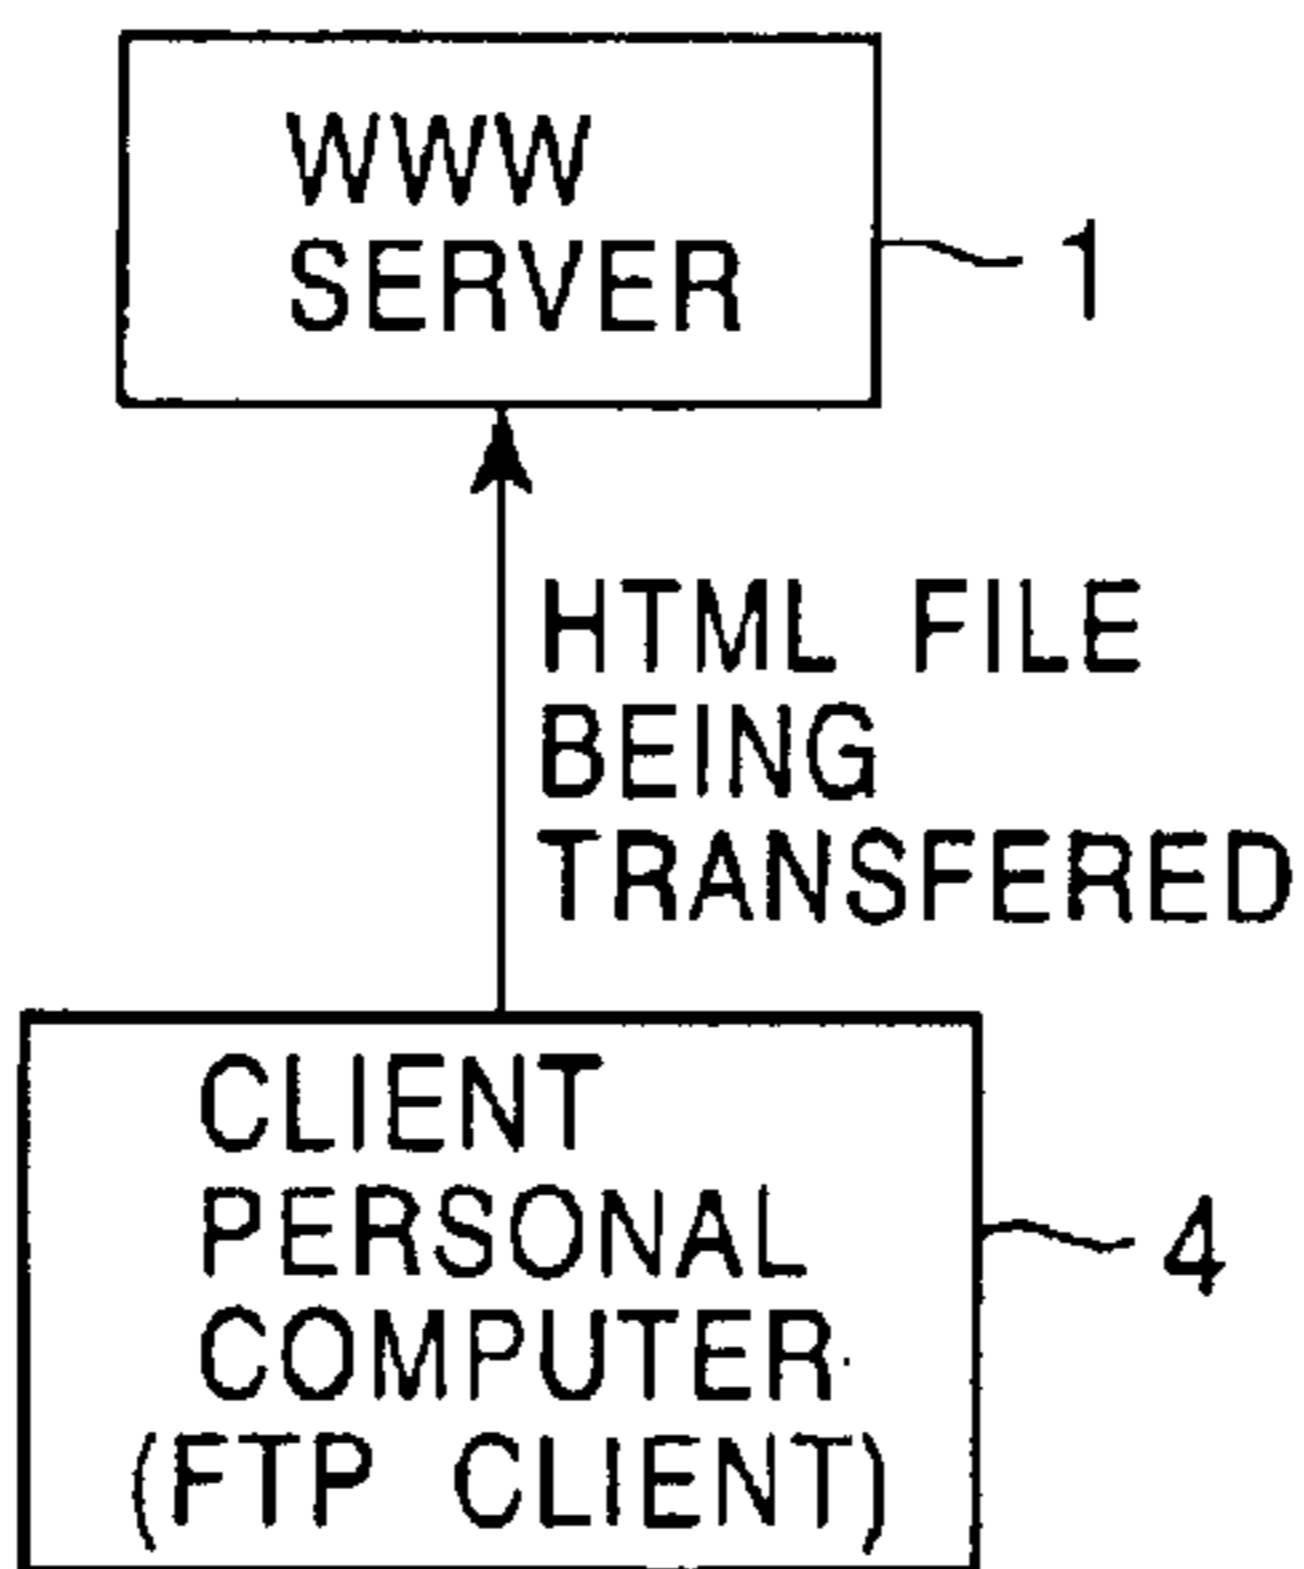 WWW
SERVER
1
HTML FILE
BEING
TRANSFERED
CLIENT
PERSONAL
COMPUTER
(FTP CLIENT)
4